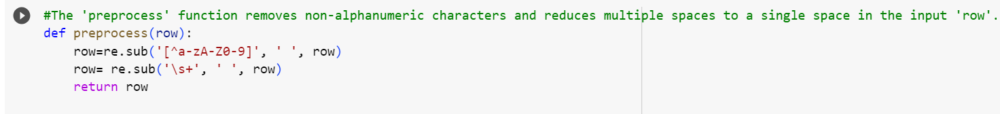 #The 'preprocess' function removes non-alphanumeric characters and reduces multiple spaces to a single space in the input 'row'.
def preprocess(row):
    row=re.sub('[^a-zA-Z0-9]', ' ', row)
    row= re.sub('\s+', ' ', row)
    return row